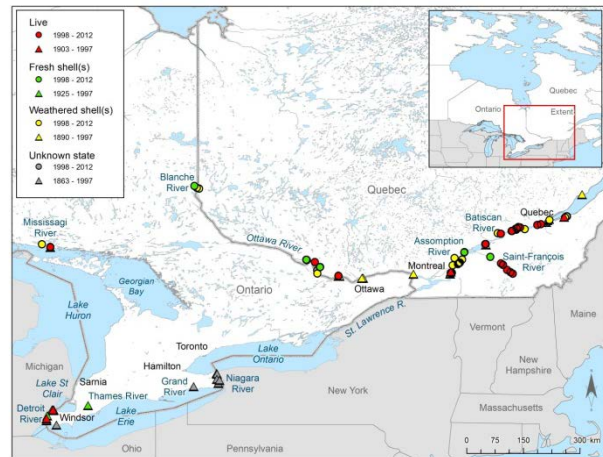 Live
1998 - 2012
1903 - 1997
Fresh shell(s)
1998 - 2012
1925 - 1997
Weathered shell(s)
1998 - 2012
1890 - 1997
Unknown state
1998 - 2012
1863 - 1997
Quebec
Ontario
Extent
Blanche
River
Quebec
Mississagi
River
Ottawa River
Batiscan
River
Quebec
Assomption
River
Saint-François
River
Montreal
Ottawa
Georgian
Bay
Ontario
Lake
Huron
St. Lawrence R.
Maine
Vermont
Toronto
Lake
Ontario
New
Hampshire
Michigan
Hamilton
Lake St
Clair
Sarnia
Grand
River
Niagara
River
New York
Massachusetts
Thames River
Detroit
River
Windsor
Lake
Erie
Ohio
Pennsylvania
0
75
150
300 km